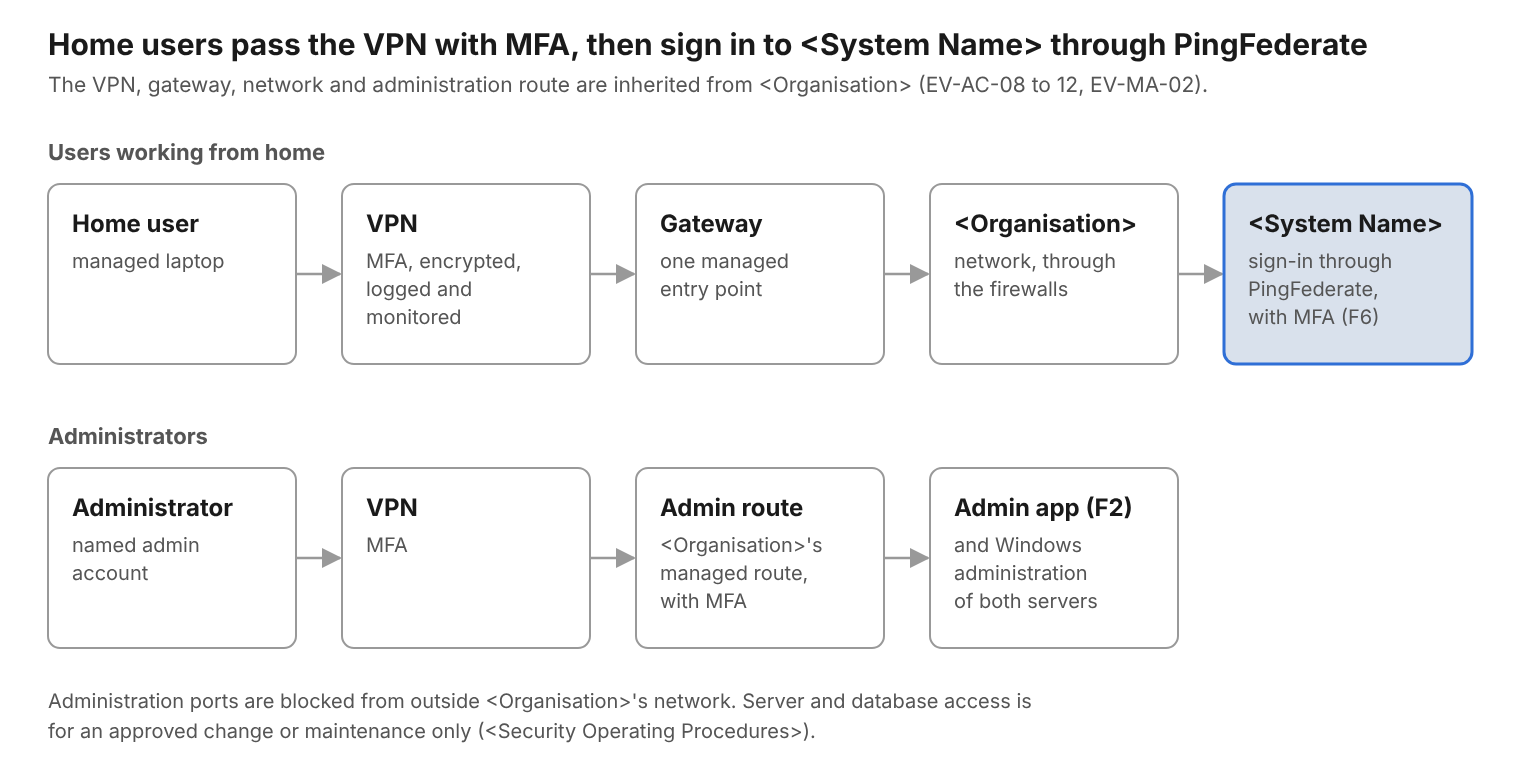 Home users pass the VPN with MFA, then sign in to <System Name> through PingFederate
The VPN, gateway, network and administration route are inherited from <Organisation> (EV-AC-08 to 12, EV-MA-02).
Users working from home
Home user
managed laptop
VPN
MFA, encrypted,
logged and
monitored
Gateway
one managed
entry point
<Organisation>
network, through
the firewalls
<System Name>
sign-in through
PingFederate,
with MFA (F6)
Administrators
Administrator
named admin
account
VPN
MFA
Admin route
<Organisation>'s
managed route,
with MFA
Admin app (F2)
and Windows
administration
of both servers
Administration ports are blocked from outside <Organisation>'s network. Server and database access is
for an approved change or maintenance only (<Security Operating Procedures>).